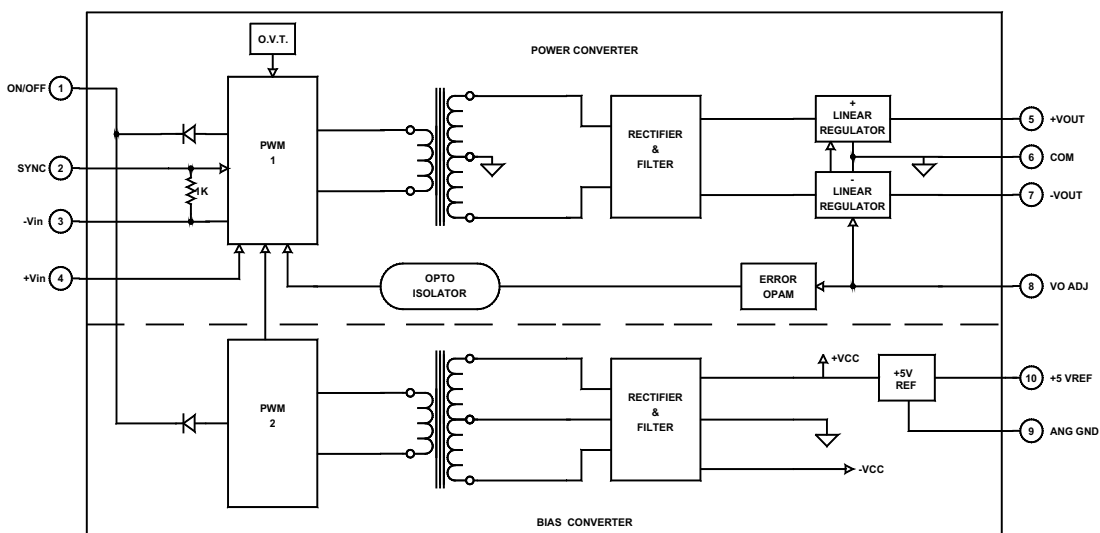 O.V.T.
POWER CONVERTER
ON/OFF 1
PWM
1
SYNC 2
1K
-Vin 3
+Vin 4
RECTIFIER
&
FILTER
+
LINEAR
REGULATOR
-
LINEAR
REGULATOR
5 +VOUT
6 COM
7 -VOUT
OPTO
ISOLATOR
ERROR
OPAM
8 VO ADJ
PWM
2
RECTIFIER
&
FILTER
+VCC
-VCC
+5V
REF
10 +5 VREF
9 ANG GND
BIAS CONVERTER